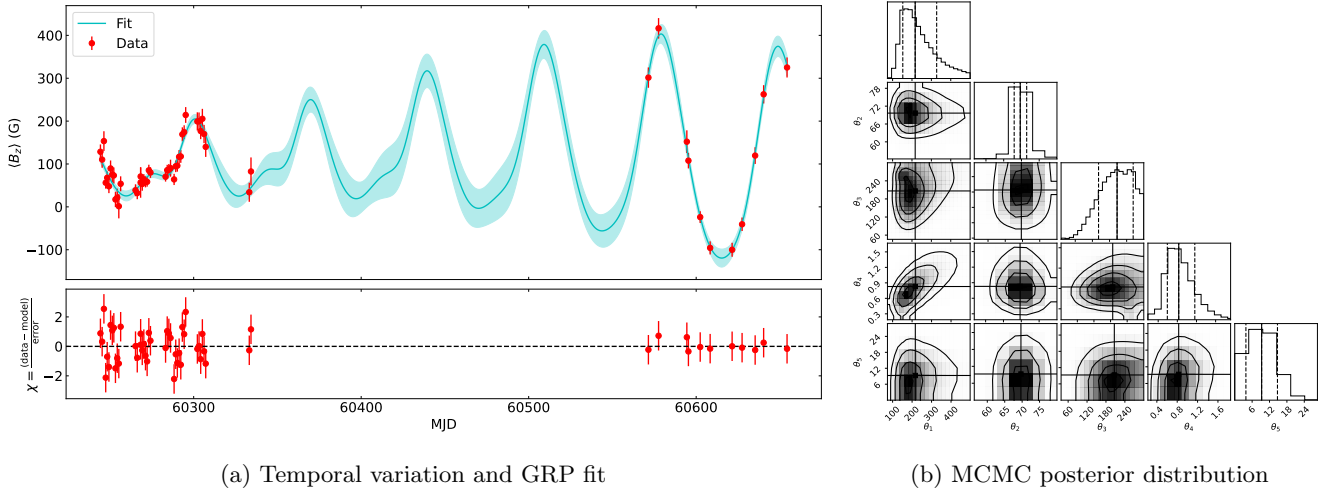 Fit
Data
⟨B_z⟩ (G)
400
300
200
100
0
−100
χ = (data − model) / error
2
0
−2
60300
60400
60500
60600
MJD
(a) Temporal variation and GRP fit
θ_2
78
72
66
60
θ_3
240
180
120
60
θ_4
1.5
1.2
0.9
0.6
0.3
θ_5
24
18
12
6
100 200 300 400
θ_1
60 65 70 75
θ_2
60 120 180 240
θ_3
0.4 0.8 1.2 1.6
θ_4
6 12 18 24
θ_5
(b) MCMC posterior distribution